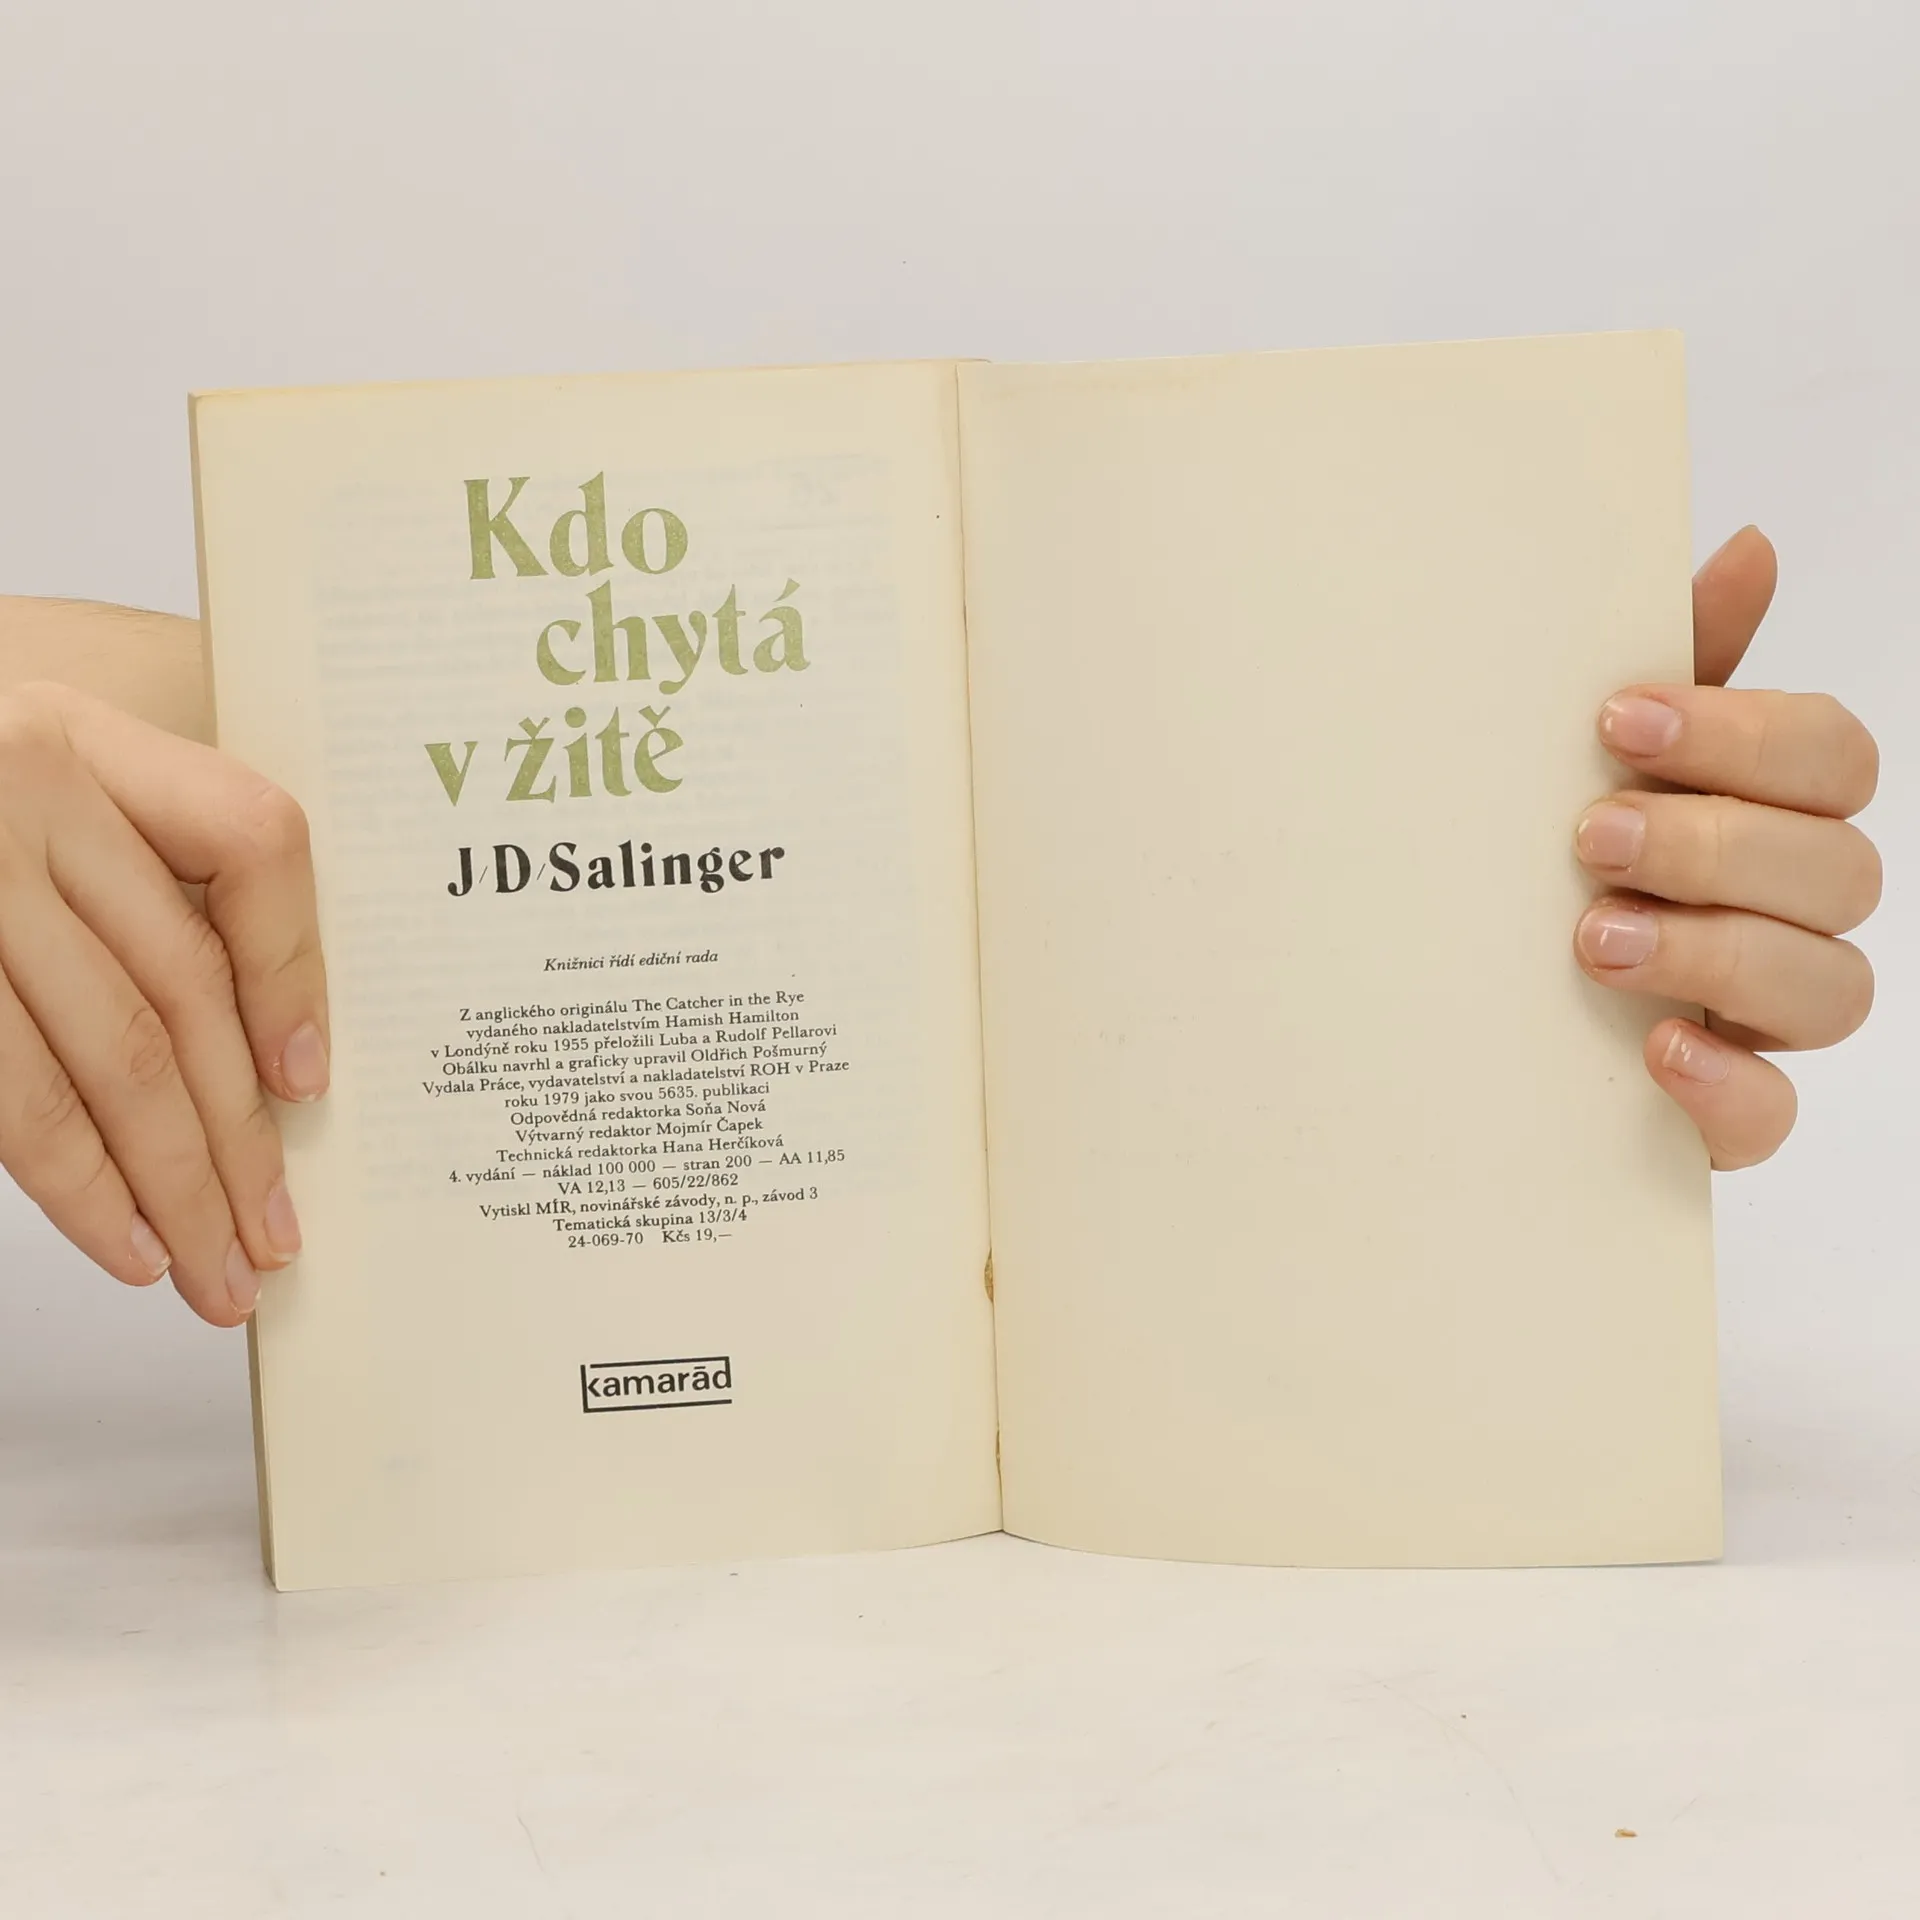 Kdo
chytá
v žitě
J/D/Salinger
Knižnici řídí ediční rada
Z anglického originálu The Catcher in the Rye
vydaného nakladatelstvím Hamish Hamilton
v Londýně roku 1955 přeložili Luba a Rudolf Pellarovi
Obálku navrhl a graficky upravil Oldřich Pošmurný
Vydala Práce, vydavatelství a nakladatelství ROH v Praze
roku 1979 jako svou 5635. publikaci
Odpovědná redaktorka Soňa Nová
Výtvarný redaktor Mojmír Čapek
Technická redaktorka Hana Herčíková
4. vydání — náklad 100 000 — stran 200 — AA 11,85
VA 12,13 — 605/22/862
Vytiskl MÍR, novinářské závody, n. p., závod 3
Tematická skupina 13/3/4
24-069-70 Kčs 19,—
kamarād